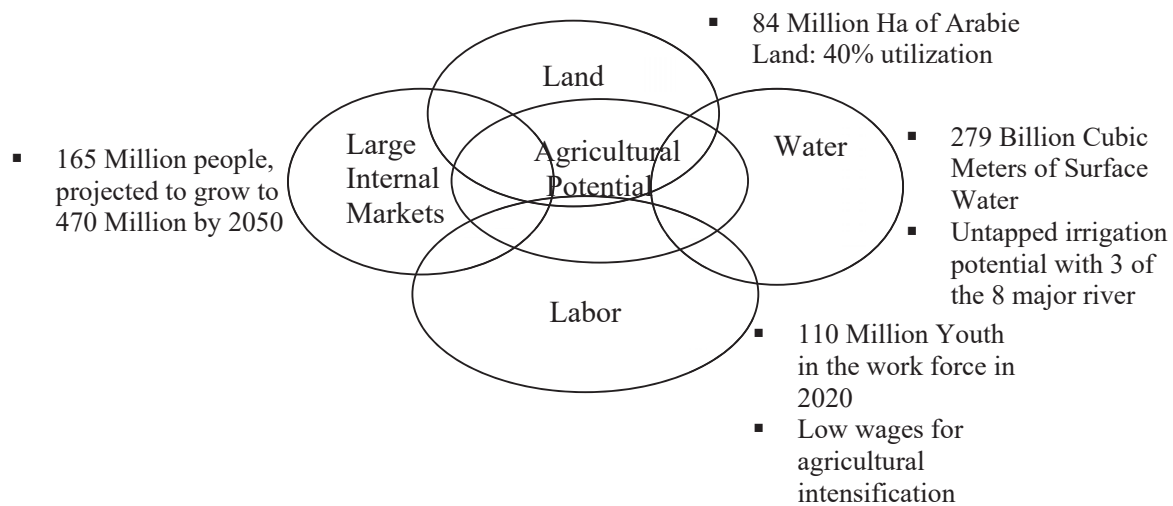 ▪ 84 Million Ha of Arabie
Land: 40% utilization
Land
Large
Internal
Markets
Agricultural
Potential
Water
▪ 165 Million people,
projected to grow to
470 Million by 2050
▪ 279 Billion Cubic
Meters of Surface
Water
▪ Untapped irrigation
potential with 3 of
the 8 major river
Labor
▪ 110 Million Youth
in the work force in
2020
▪ Low wages for
agricultural
intensification